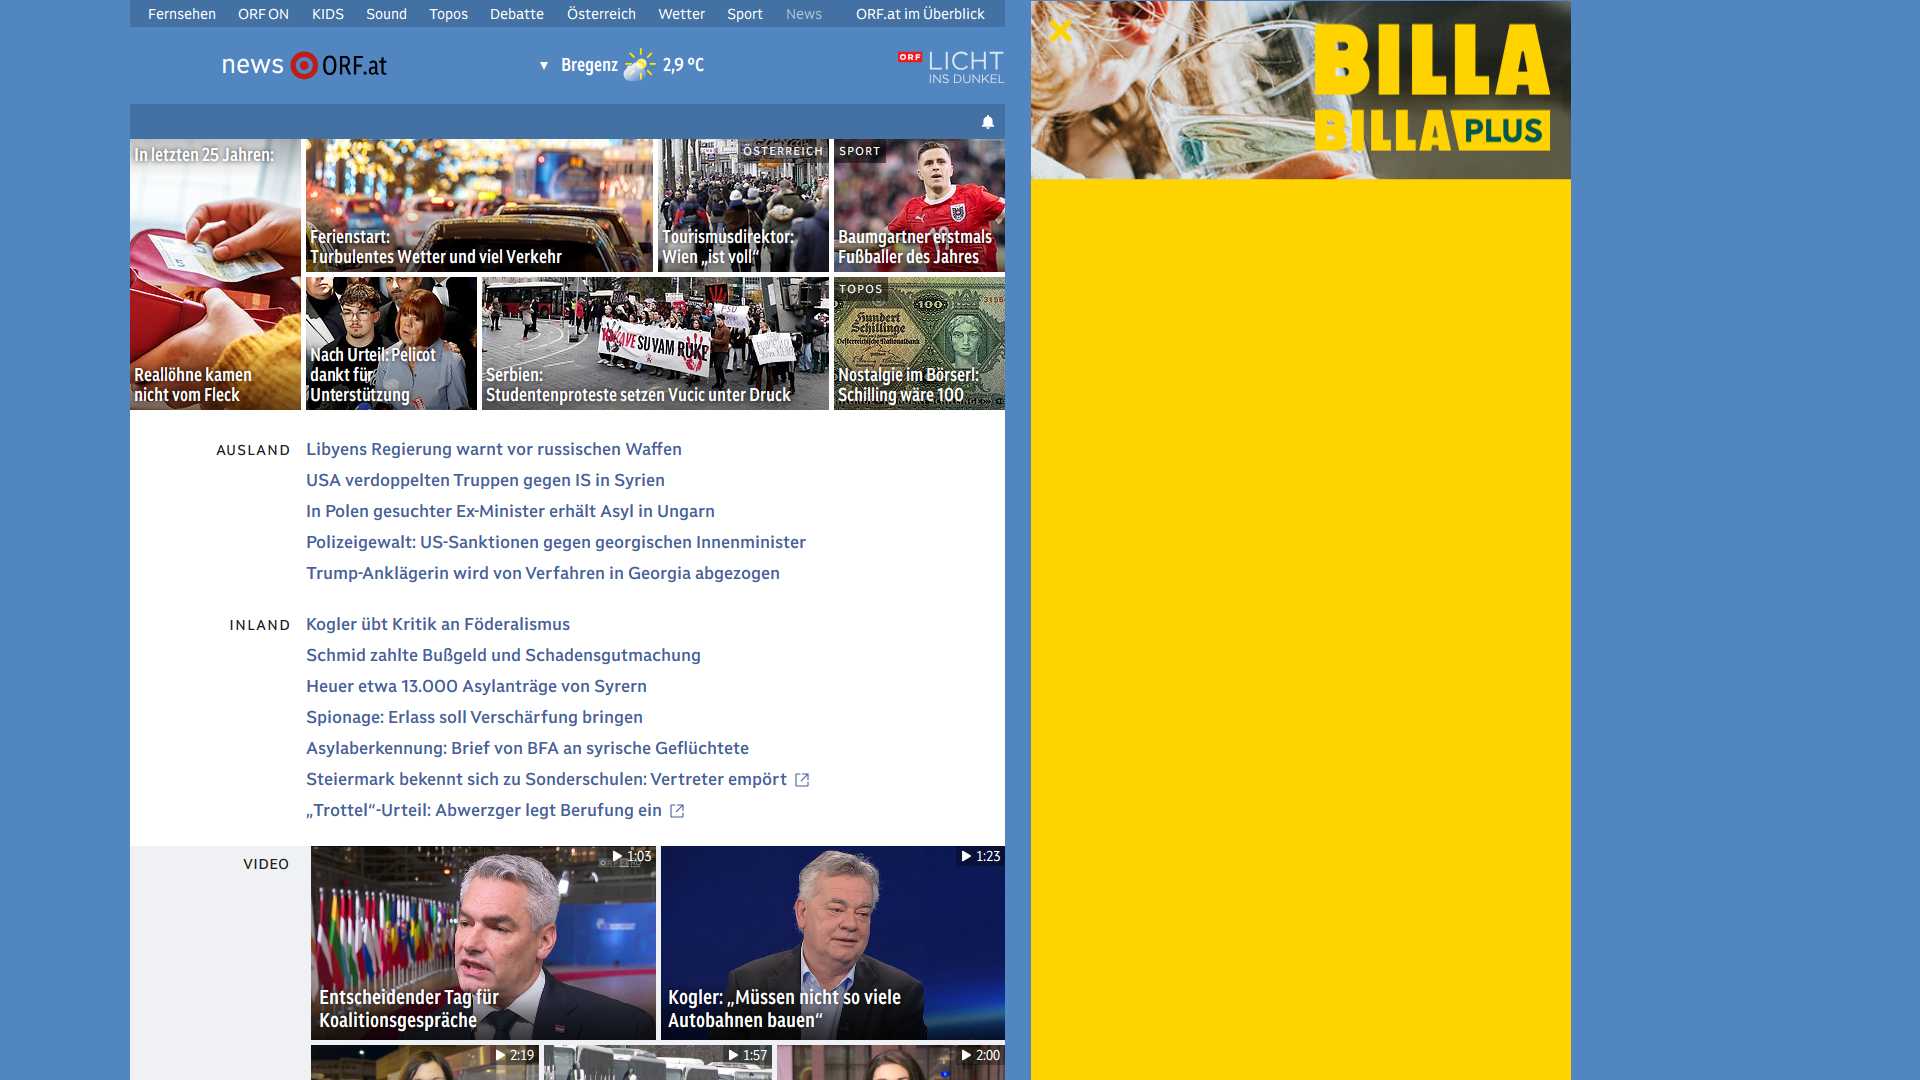 Fernsehen ORF ON KIDS Sound Topos Debatte Österreich Wetter Sport News ORF.at im Überblick
news ORF.at
▼ Bregenz 2,9 °C
ORF LICHT
INS DUNKEL
BILLA
BILLA PLUS
In letzten 25 Jahren:
Reallöhne kamen
nicht vom Fleck
Ferienstart:
Turbulentes Wetter und viel Verkehr
ÖSTERREICH
Tourismusdirektor:
Wien „ist voll“
SPORT
Baumgartner erstmals
Fußballer des Jahres
Nach Urteil: Pelicot
dankt für
Unterstützung
SU VAM RUKE
Serbien:
Studentenproteste setzen Vucic unter Druck
TOPOS
100
Hundert
Schillinge
Nostalgie im Börserl:
Schilling wäre 100
AUSLAND
Libyens Regierung warnt vor russischen Waffen
USA verdoppelten Truppen gegen IS in Syrien
In Polen gesuchter Ex-Minister erhält Asyl in Ungarn
Polizeigewalt: US-Sanktionen gegen georgischen Innenminister
Trump-Anklägerin wird von Verfahren in Georgia abgezogen
INLAND
Kogler übt Kritik an Föderalismus
Schmid zahlte Bußgeld und Schadensgutmachung
Heuer etwa 13.000 Asylanträge von Syrern
Spionage: Erlass soll Verschärfung bringen
Asylaberkennung: Brief von BFA an syrische Geflüchtete
Steiermark bekennt sich zu Sonderschulen: Vertreter empört
„Trottel“-Urteil: Abwerzger legt Berufung ein
VIDEO
1:03
Entscheidender Tag für
Koalitionsgespräche
1:23
Kogler: „Müssen nicht so viele
Autobahnen bauen“
2:19
1:57
2:00